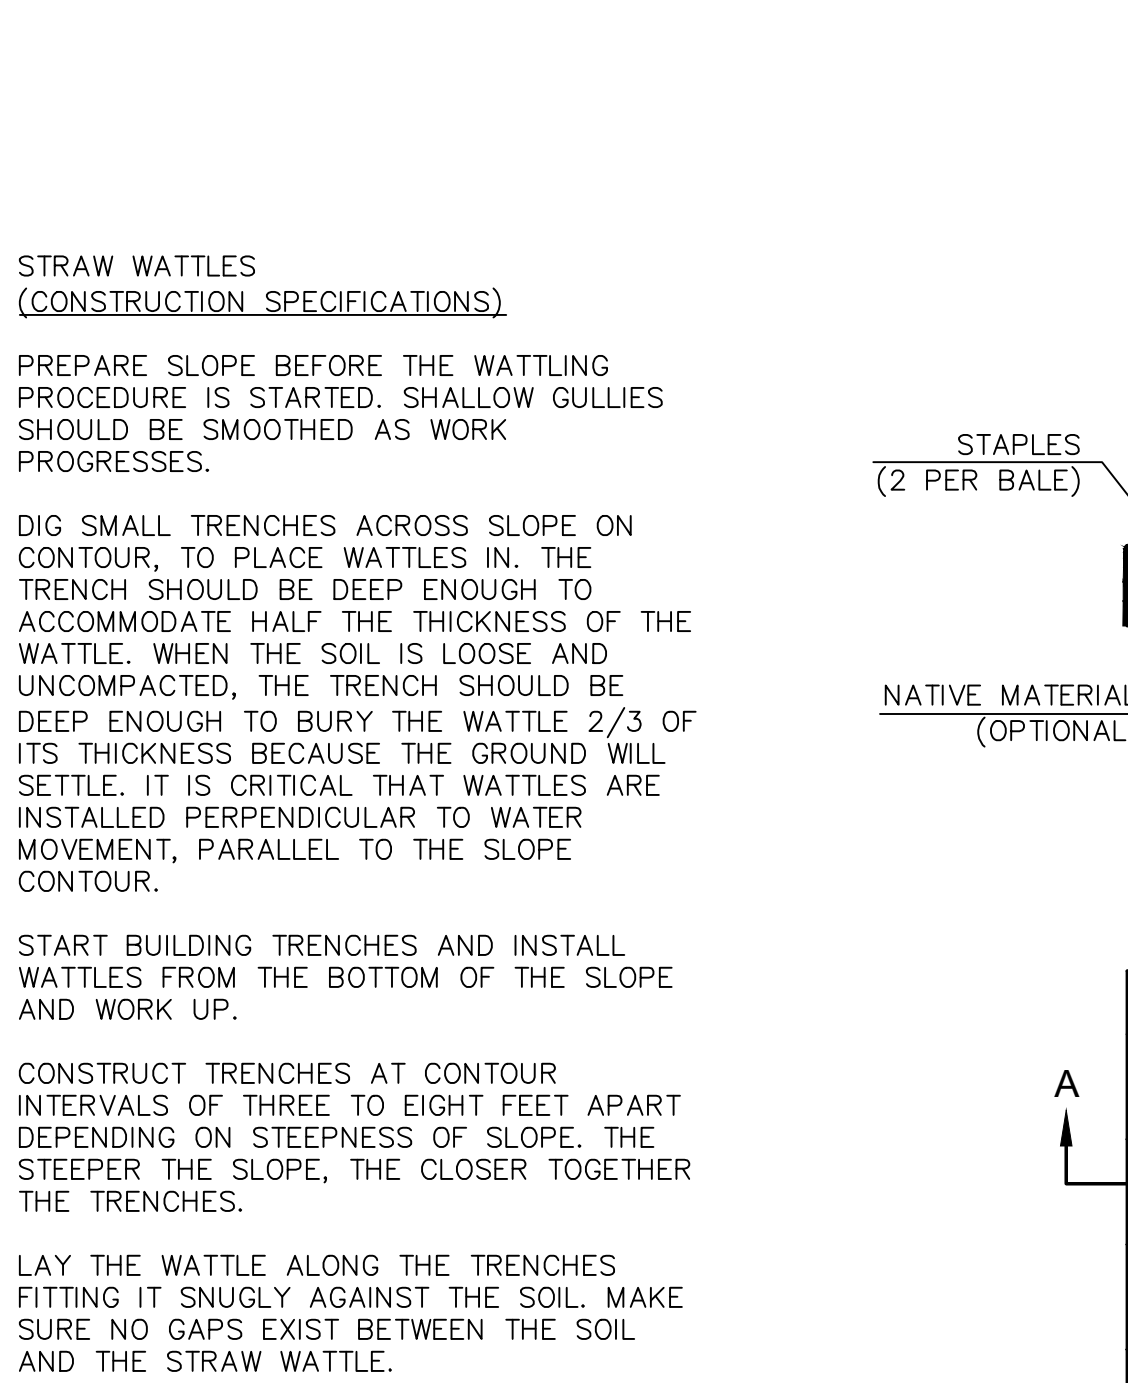 STRAW WATTLES
(CONSTRUCTION SPECIFICATIONS)
PREPARE SLOPE BEFORE THE WATTLING
PROCEDURE IS STARTED. SHALLOW GULLIES
SHOULD BE SMOOTHED AS WORK
PROGRESSES.
DIG SMALL TRENCHES ACROSS SLOPE ON
CONTOUR, TO PLACE WATTLES IN. THE
TRENCH SHOULD BE DEEP ENOUGH TO
ACCOMMODATE HALF THE THICKNESS OF THE
WATTLE. WHEN THE SOIL IS LOOSE AND
UNCOMPACTED, THE TRENCH SHOULD BE
DEEP ENOUGH TO BURY THE WATTLE 2/3 OF
ITS THICKNESS BECAUSE THE GROUND WILL
SETTLE. IT IS CRITICAL THAT WATTLES ARE
INSTALLED PERPENDICULAR TO WATER
MOVEMENT, PARALLEL TO THE SLOPE
CONTOUR.
START BUILDING TRENCHES AND INSTALL
WATTLES FROM THE BOTTOM OF THE SLOPE
AND WORK UP.
CONSTRUCT TRENCHES AT CONTOUR
INTERVALS OF THREE TO EIGHT FEET APART
DEPENDING ON STEEPNESS OF SLOPE. THE
STEEPER THE SLOPE, THE CLOSER TOGETHER
THE TRENCHES.
LAY THE WATTLE ALONG THE TRENCHES
FITTING IT SNUGLY AGAINST THE SOIL. MAKE
SURE NO GAPS EXIST BETWEEN THE SOIL
AND THE STRAW WATTLE.
STAPLES
(2 PER BALE)
NATIVE MATERIAL
(OPTIONAL
A